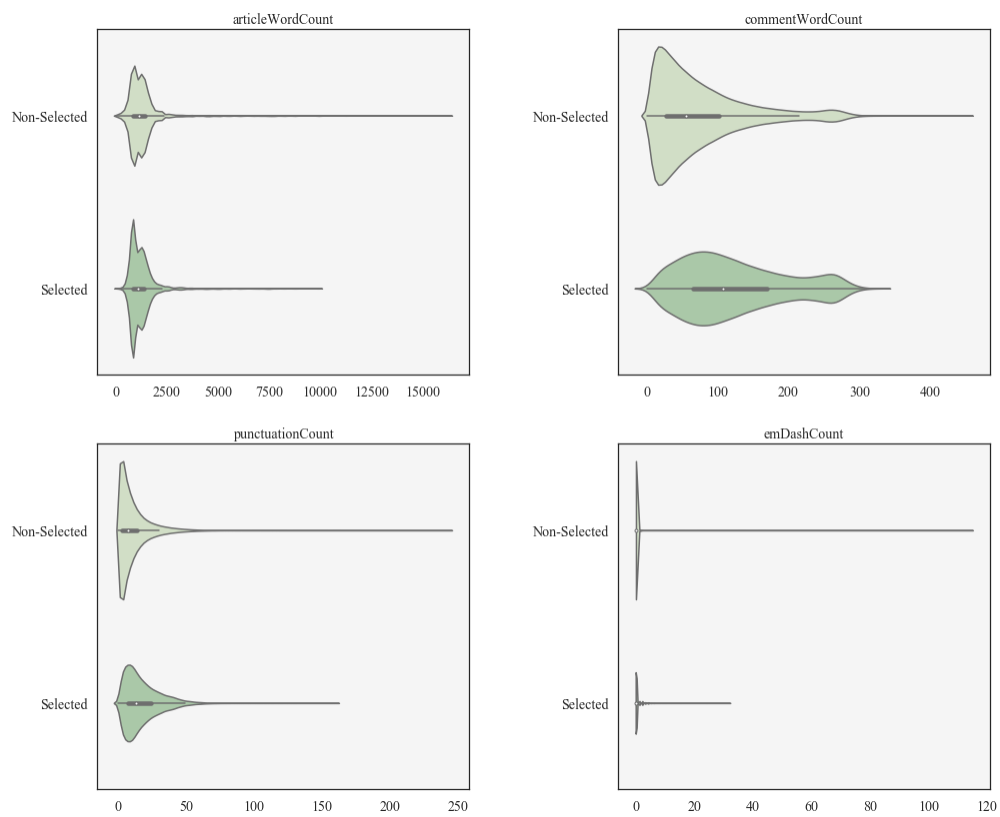 articleWordCount
Non-Selected
Selected
0 2500 5000 7500 10000 12500 15000
commentWordCount
Non-Selected
Selected
0 100 200 300 400
punctuationCount
Non-Selected
Selected
0 50 100 150 200 250
emDashCount
Non-Selected
Selected
0 20 40 60 80 100 120